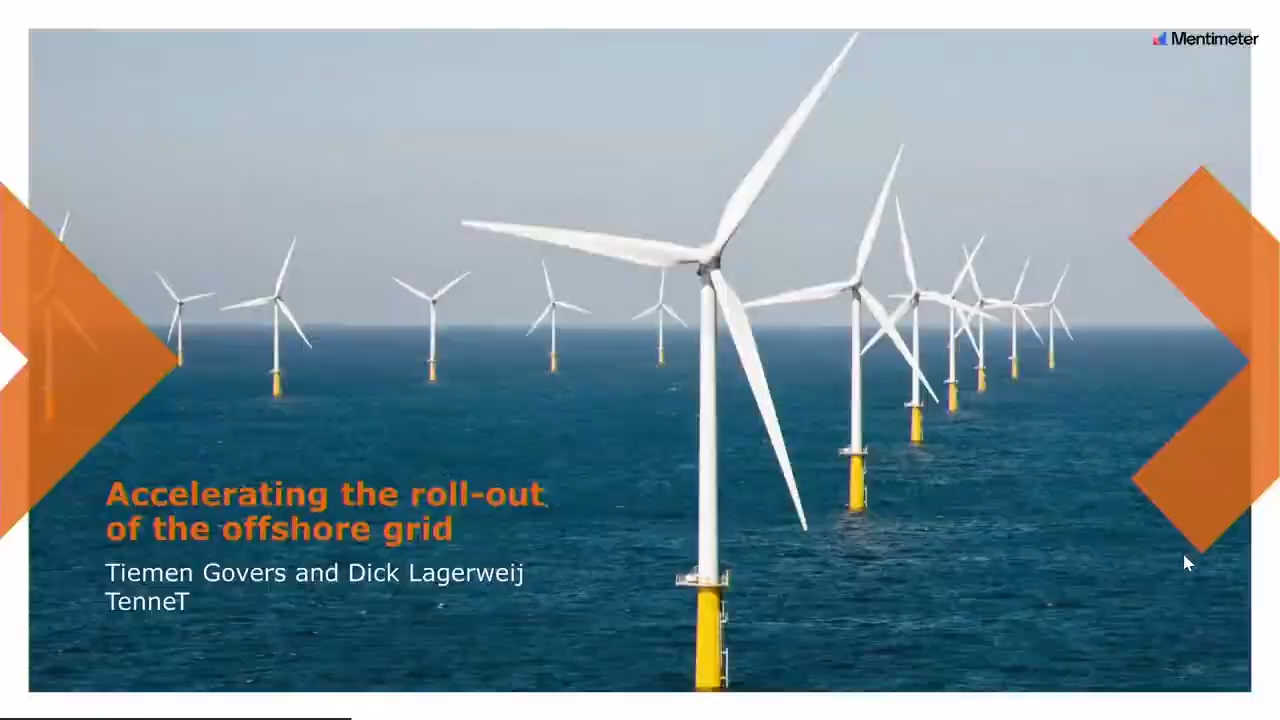 Mentimeter
Accelerating the roll-out
of the offshore grid
Tiemen Govers and Dick Lagerweij
TenneT